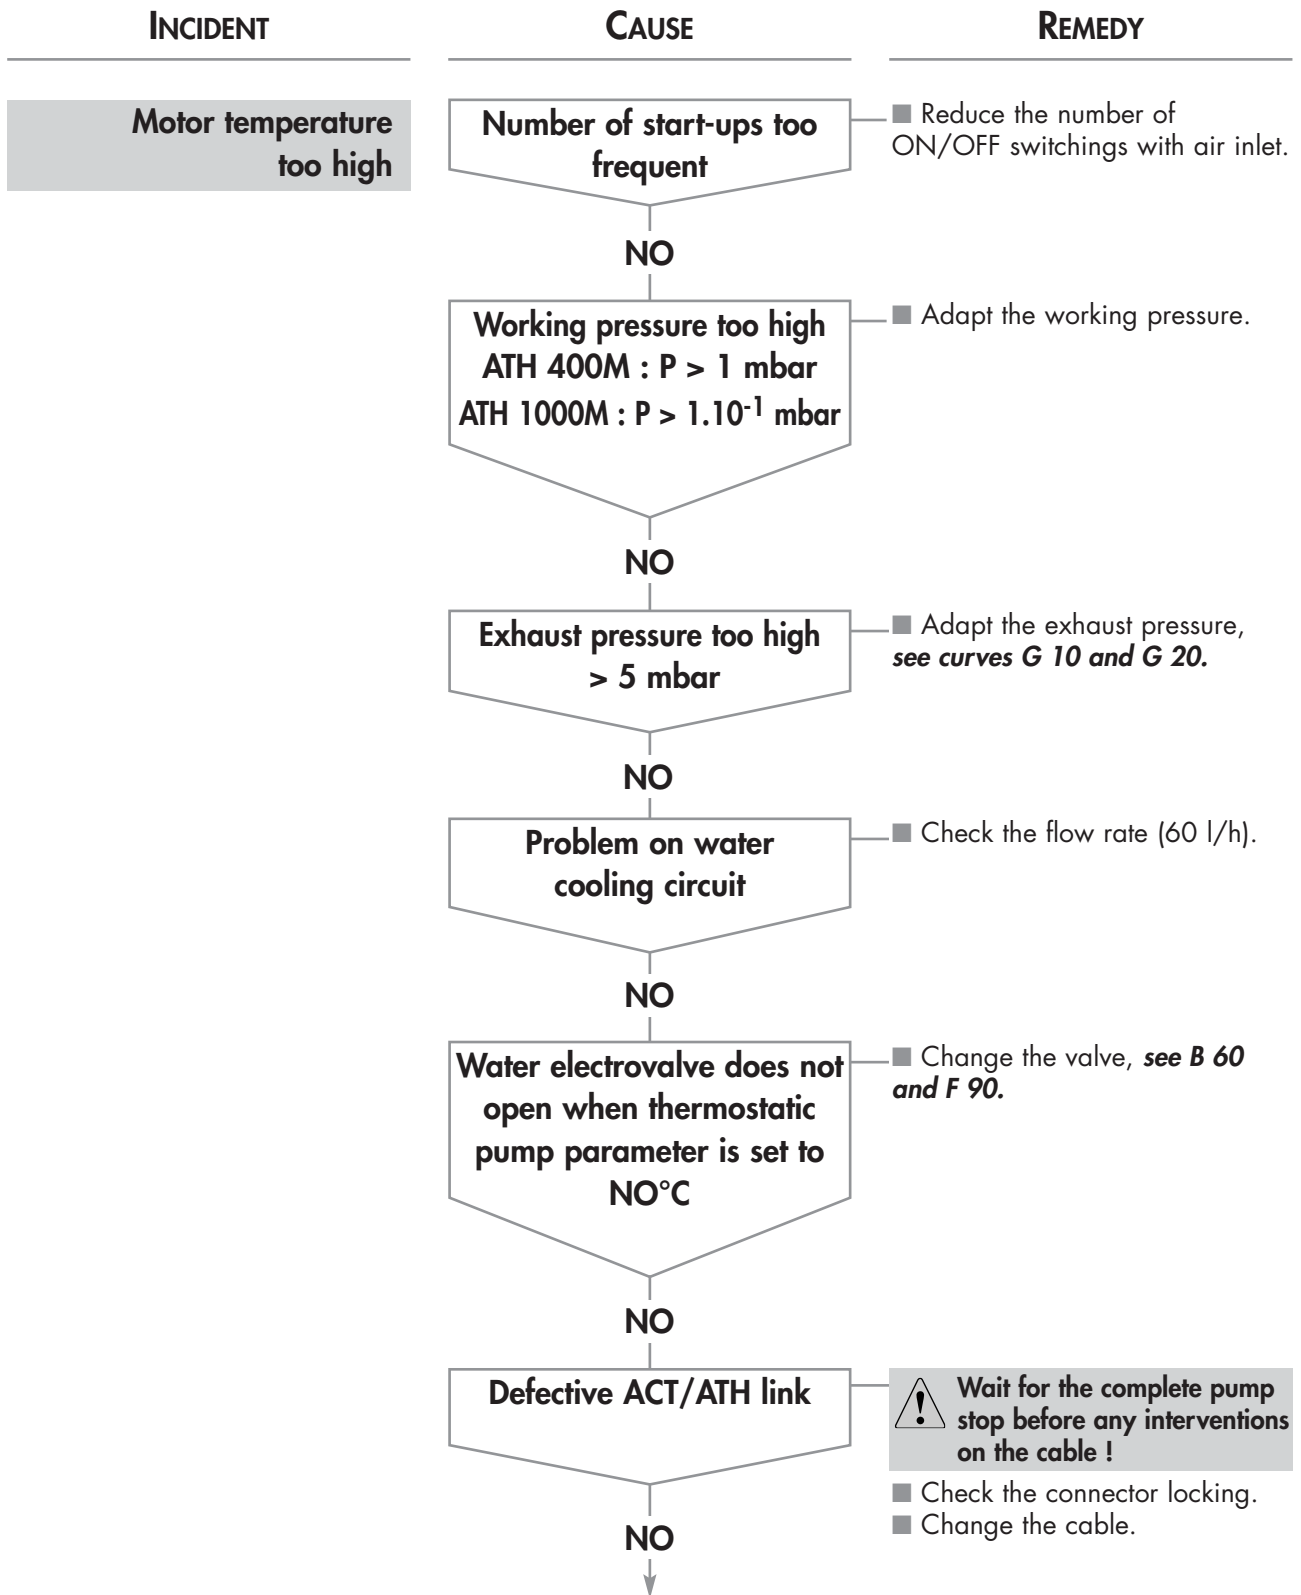 INCIDENT
CAUSE
REMEDY
Motor temperature
too high
Number of start-ups too
frequent
■ Reduce the number of
ON/OFF switchings with air inlet.
NO
Working pressure too high
ATH 400M : P > 1 mbar
ATH 1000M : P > 1.10⁻¹ mbar
■ Adapt the working pressure.
NO
Exhaust pressure too high
> 5 mbar
■ Adapt the exhaust pressure,
see curves G 10 and G 20.
NO
Problem on water
cooling circuit
■ Check the flow rate (60 l/h).
NO
Water electrovalve does not
open when thermostatic
pump parameter is set to
NO°C
■ Change the valve, see B 60
and F 90.
NO
Defective ACT/ATH link
Wait for the complete pump
stop before any interventions
on the cable !
■ Check the connector locking.
■ Change the cable.
NO